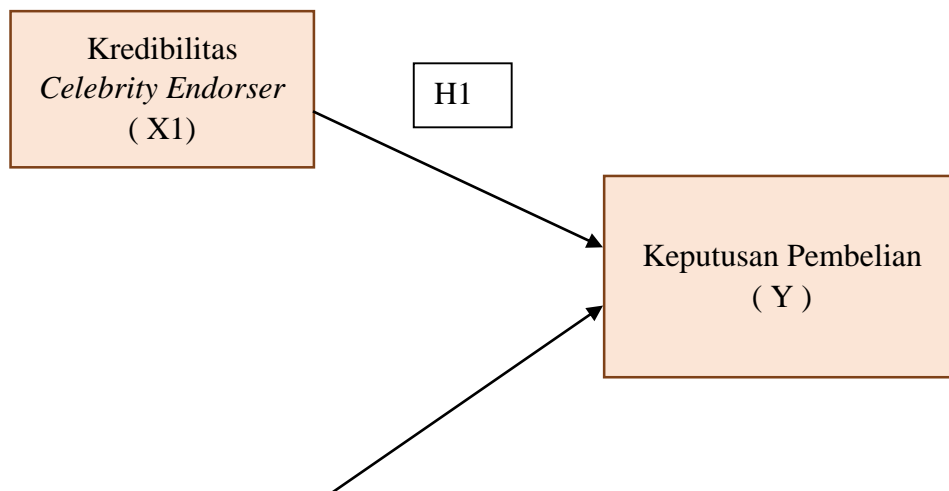 Kredibilitas
Celebrity Endorser
( X1)
H1
Keputusan Pembelian
( Y )